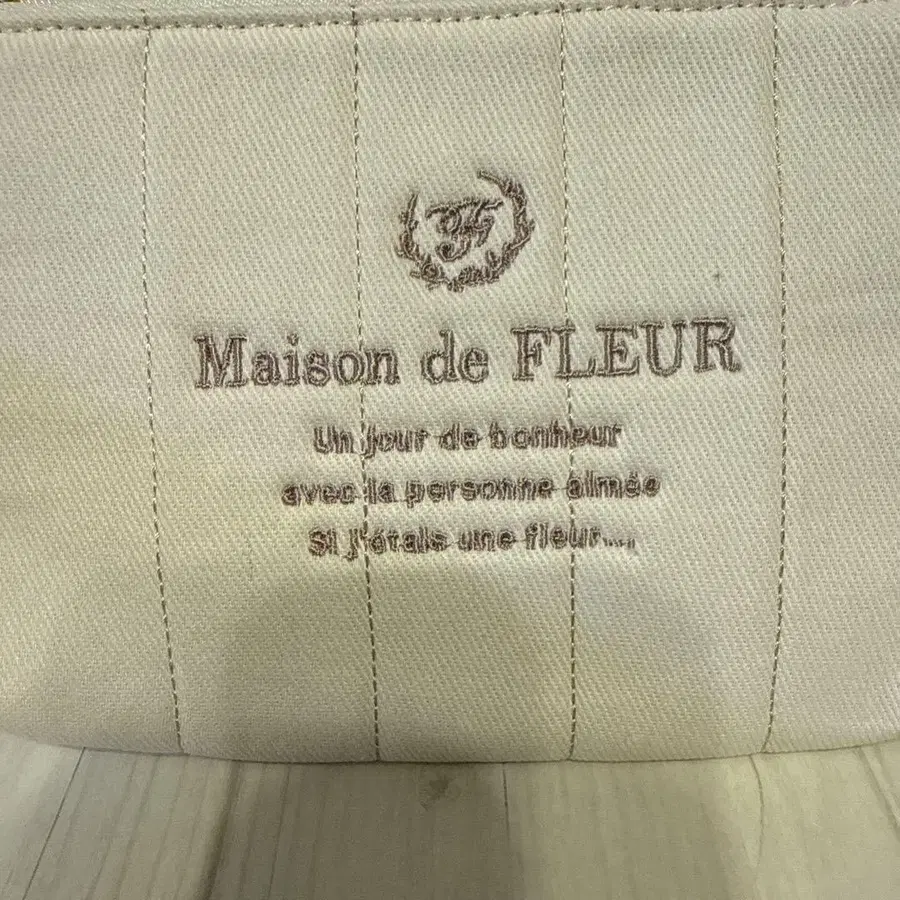 Maison de FLEUR
Un jour de bonheur
avec la personne aimée
Si j'étais une fleur....